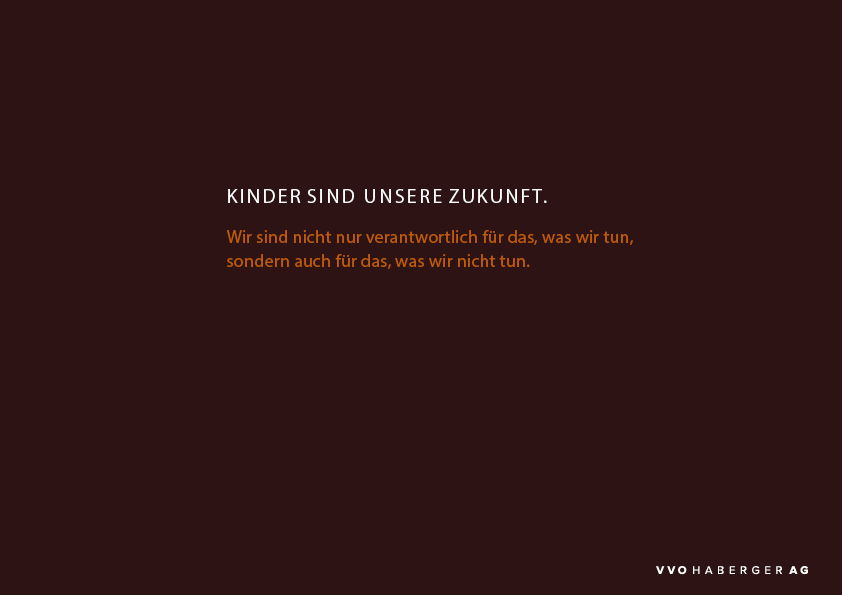 KINDER SIND UNSERE ZUKUNFT.
Wir sind nicht nur verantwortlich für das, was wir tun,
sondern auch für das, was wir nicht tun.
VVO HABERGER AG